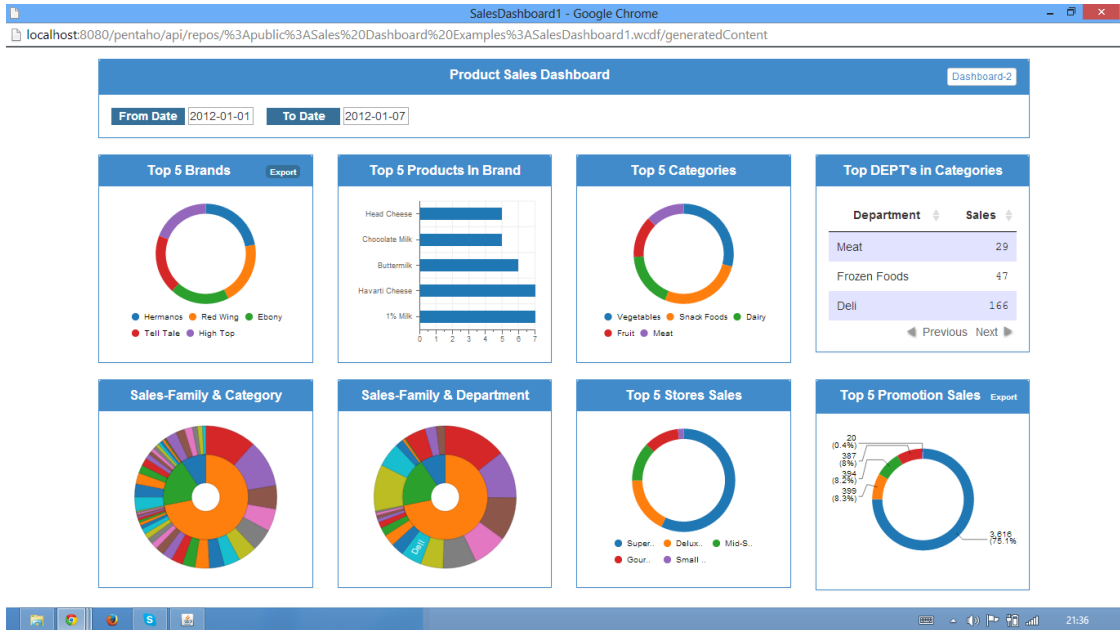 SalesDashboard1 - Google Chrome
localhost:8080/pentaho/api/repos/%3Apublic%3ASales%20Dashboard%20Examples%3ASalesDashboard1.wcdf/generatedContent
Product Sales Dashboard
Dashboard-2
From Date 2012-01-01 To Date 2012-01-07
Top 5 Brands Export
Hermanos Red Wing Ebony
Tell Tale High Top
Top 5 Products In Brand
Head Cheese
Chocolate Milk
Buttermilk
Havarti Cheese
1% Milk
0 1 2 3 4 5 6 7
Top 5 Categories
Vegetables Snack Foods Dairy
Fruit Meat
Top DEPT's in Categories
Department Sales
Meat 29
Frozen Foods 47
Deli 166
Previous Next
Sales-Family & Category
Sales-Family & Department
Deli
Top 5 Stores Sales
Super.. Delux.. Mid-S..
Gour.. Small ..
Top 5 Promotion Sales Export
20
(0.4%)
387
(8%)
394
(8.2%)
399
(8.3%)
3,616
(75.1%
21:36